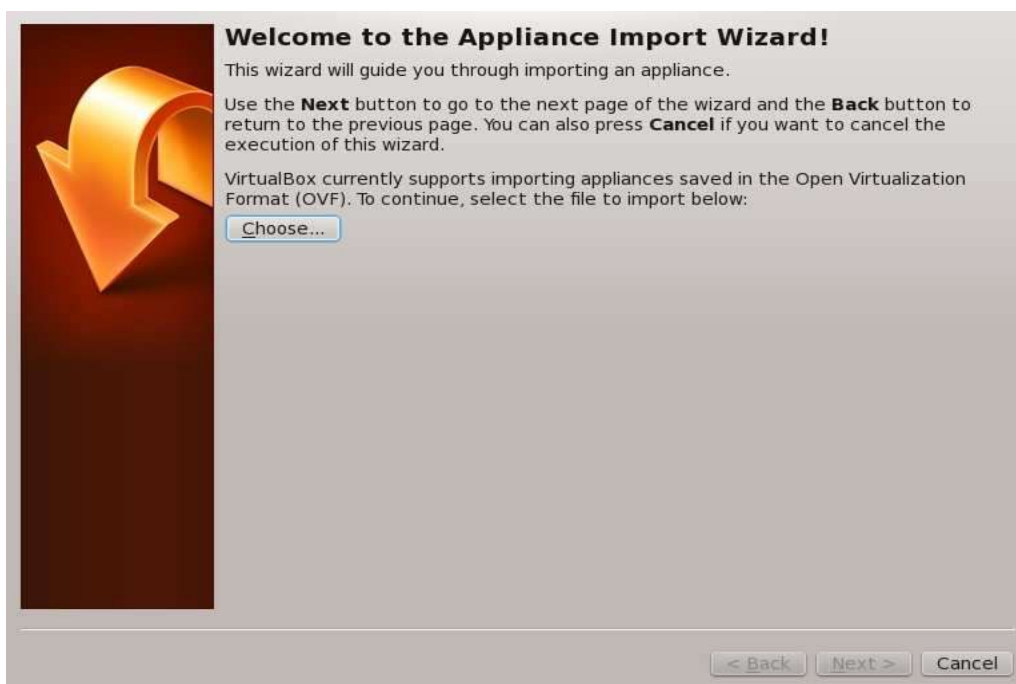 Welcome to the Appliance Import Wizard!
This wizard will guide you through importing an appliance.
Use the Next button to go to the next page of the wizard and the Back button to
return to the previous page. You can also press Cancel if you want to cancel the
execution of this wizard.
VirtualBox currently supports importing appliances saved in the Open Virtualization
Format (OVF). To continue, select the file to import below:
Choose...
< Back Next > Cancel